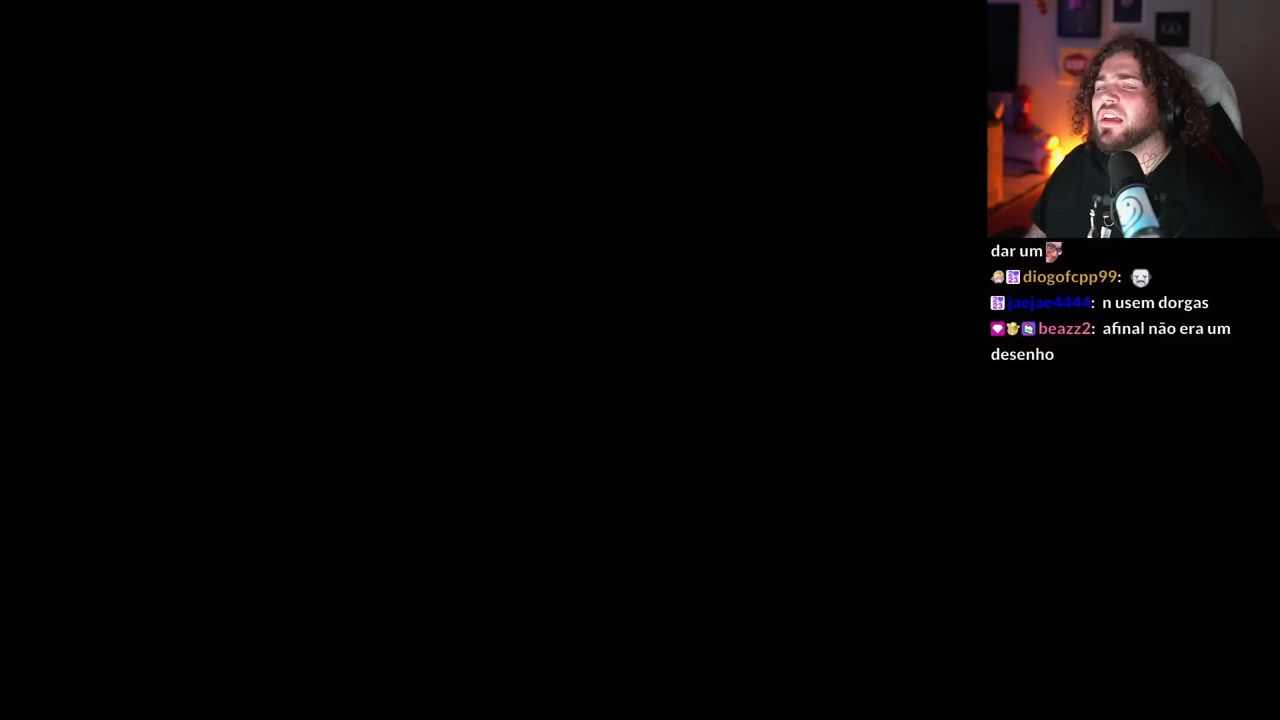 dar um
diogofcpp99:
jaejae4444: n usem dorgas
beazz2: afinal não era um
desenho